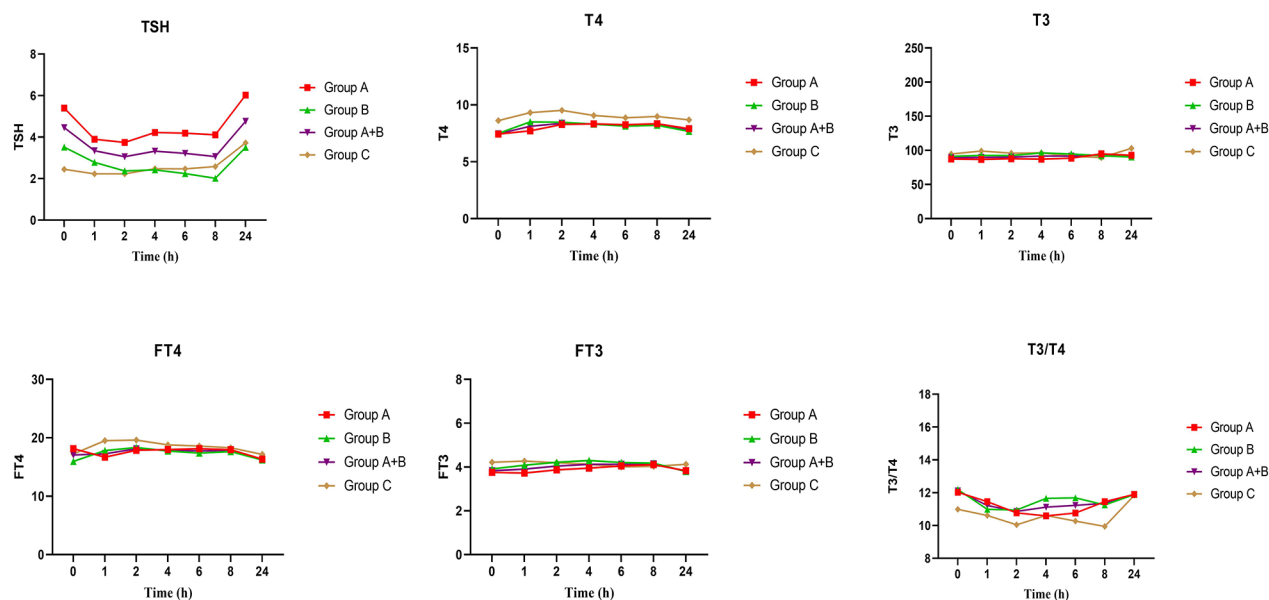 TSH
8
6
4
2
0
TSH
0 1 2 4 6 8 24
Time (h)
Group A
Group B
Group A+B
Group C
T4
15
10
5
0
T4
0 1 2 4 6 8 24
Time (h)
Group A
Group B
Group A+B
Group C
T3
250
200
150
100
50
0
T3
0 1 2 4 6 8 24
Time (h)
Group A
Group B
Group A+B
Group C
FT4
30
20
10
0
FT4
0 1 2 4 6 8 24
Time (h)
Group A
Group B
Group A+B
Group C
FT3
8
6
4
2
0
FT3
0 1 2 4 6 8 24
Time (h)
Group A
Group B
Group A+B
Group C
T3/T4
18
16
14
12
10
8
T3/T4
0 1 2 4 6 8 24
Time (h)
Group A
Group B
Group A+B
Group C